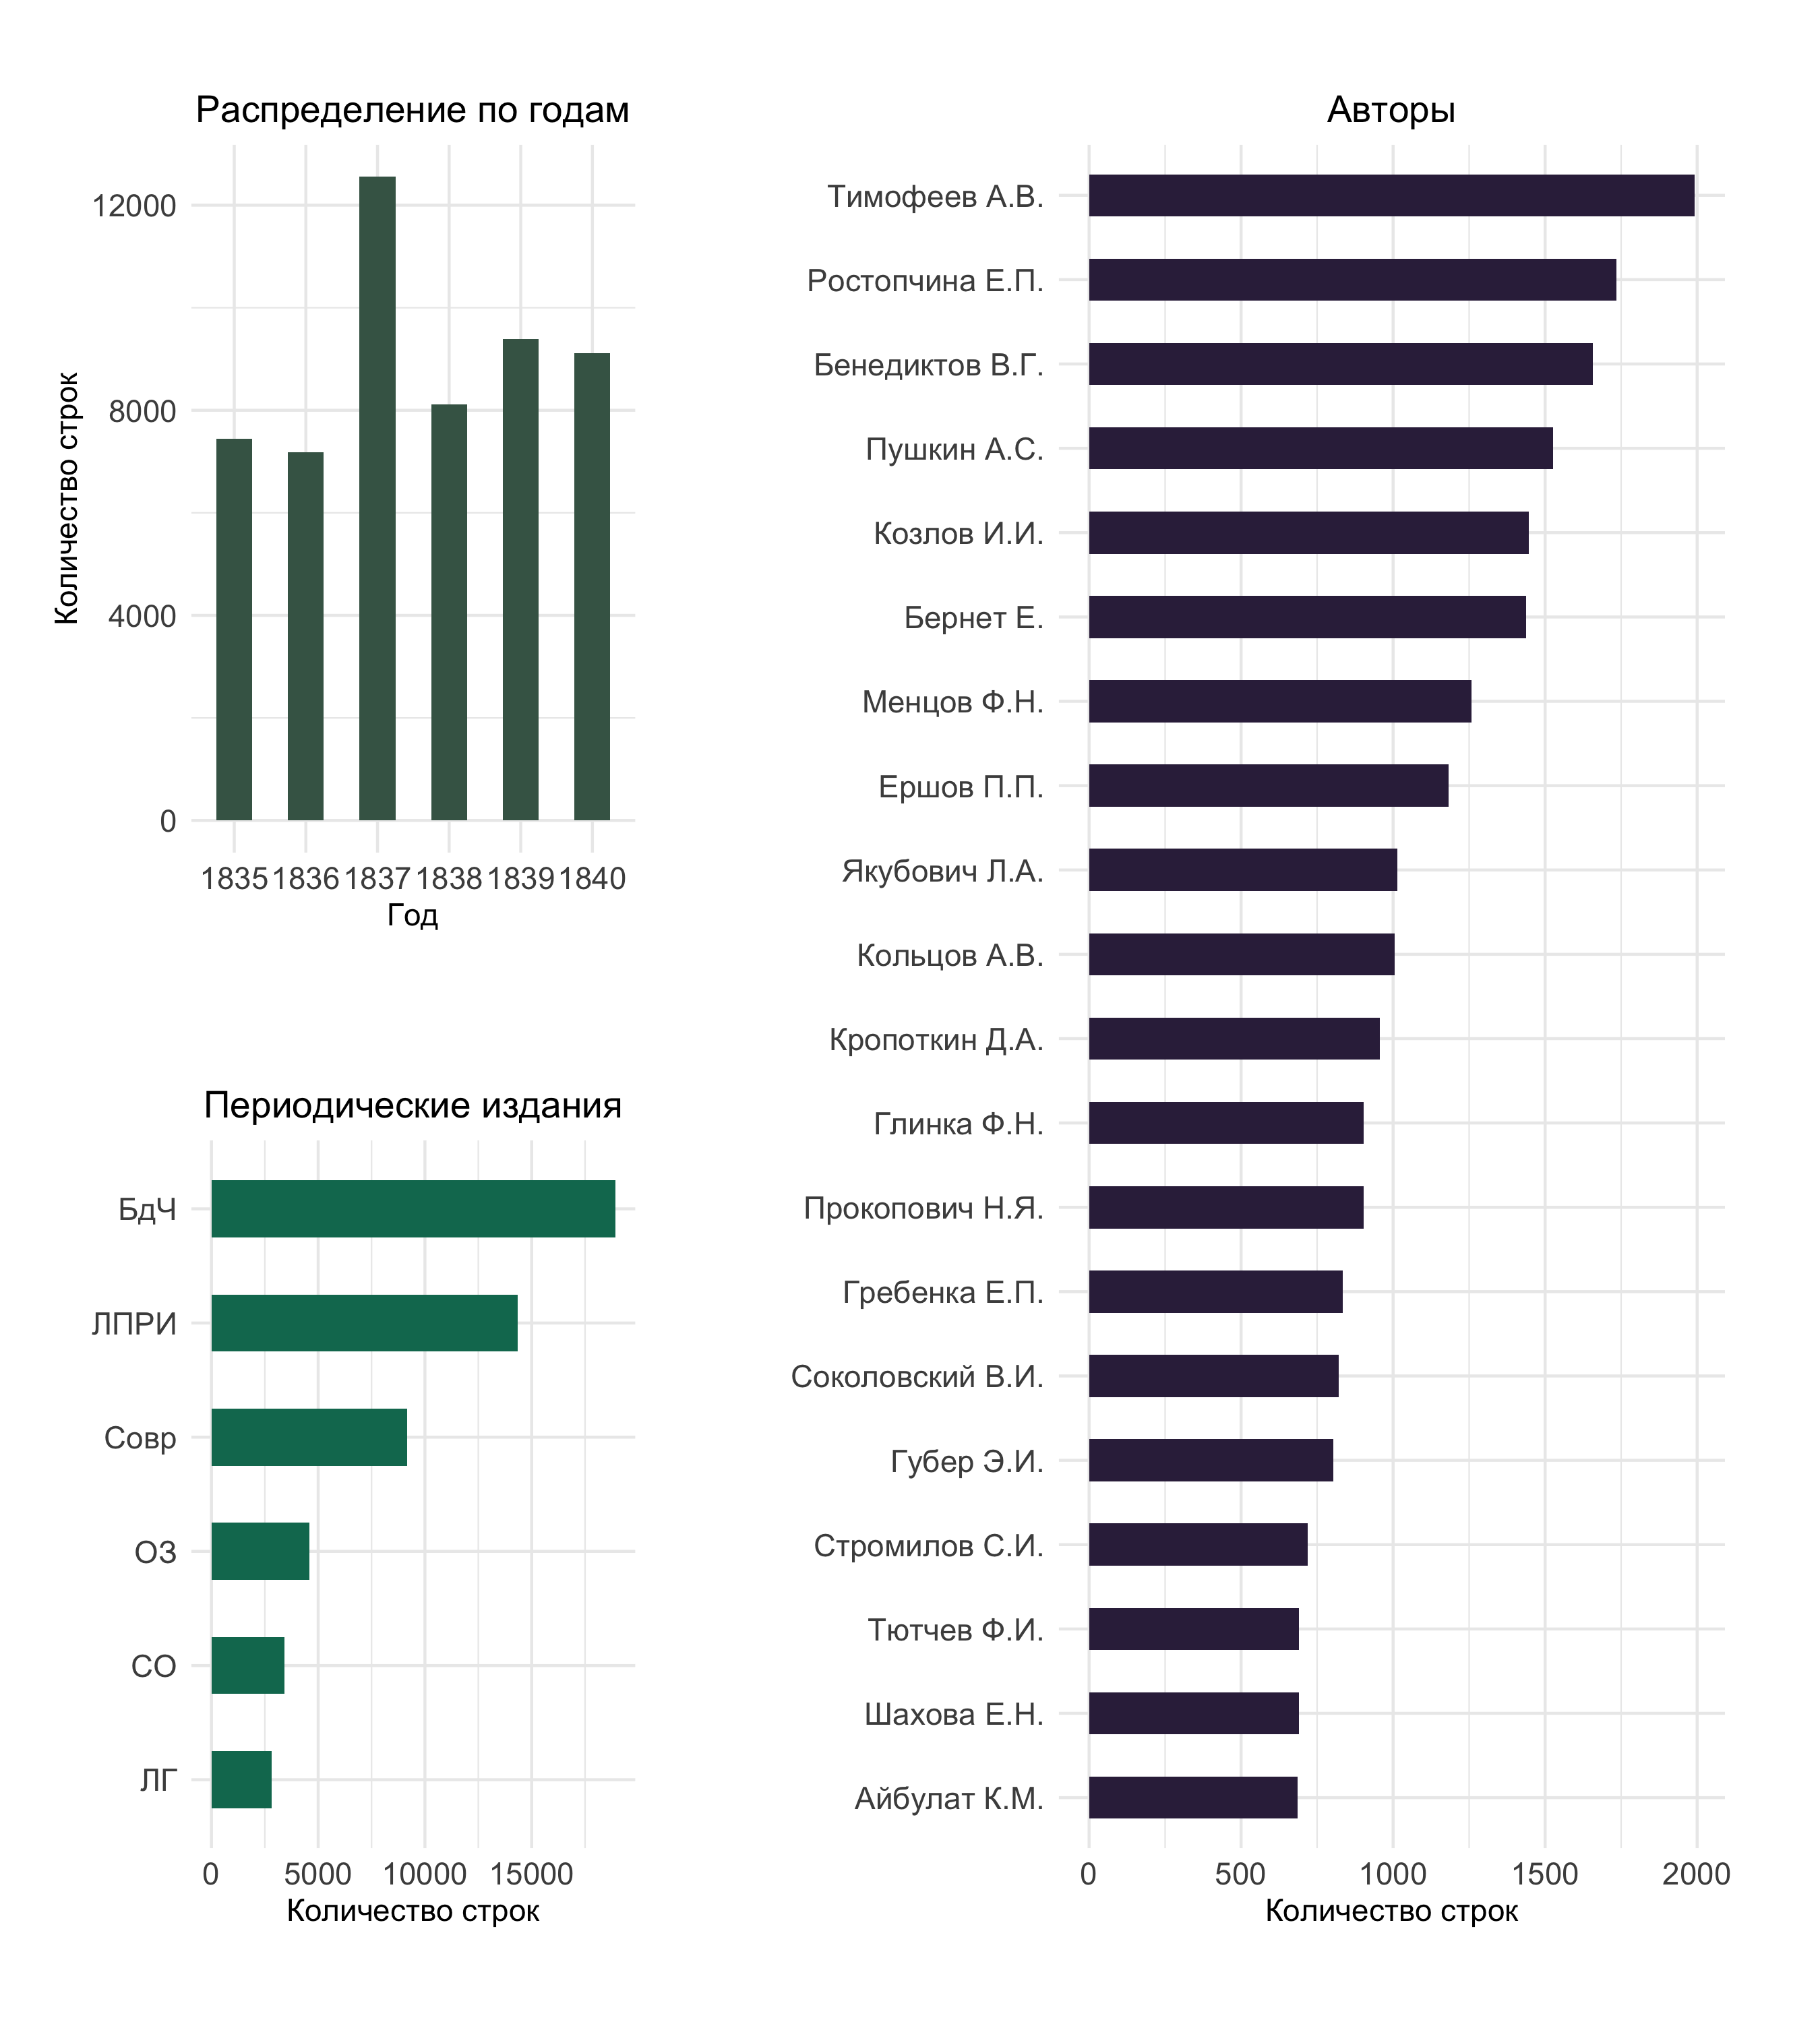 Распределение по годам
Количество строк
12000
8000
4000
0
1835 1836 1837 1838 1839 1840
Год
Периодические издания
БдЧ
ЛПРИ
Совр
ОЗ
СО
ЛГ
0 5000 10000 15000
Количество строк
Авторы
Тимофеев А.В.
Ростопчина Е.П.
Бенедиктов В.Г.
Пушкин А.С.
Козлов И.И.
Бернет Е.
Менцов Ф.Н.
Ершов П.П.
Якубович Л.А.
Кольцов А.В.
Кропоткин Д.А.
Глинка Ф.Н.
Прокопович Н.Я.
Гребенка Е.П.
Соколовский В.И.
Губер Э.И.
Стромилов С.И.
Тютчев Ф.И.
Шахова Е.Н.
Айбулат К.М.
0 500 1000 1500 2000
Количество строк